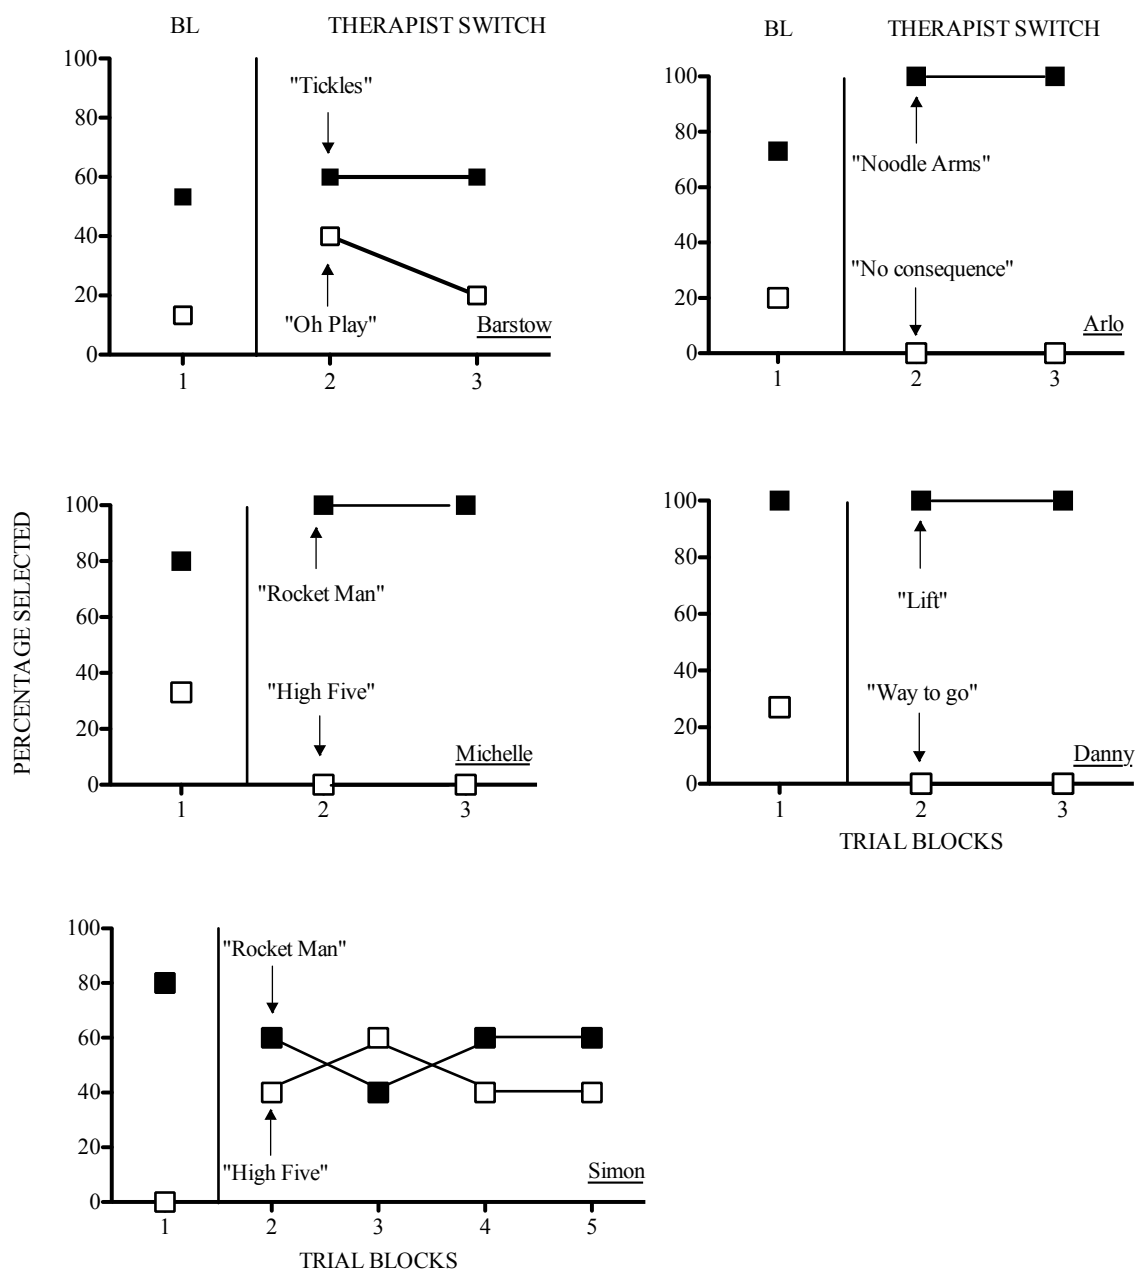 BL THERAPIST SWITCH
100
80
60
40
20
0
"Tickles"
"Oh Play"
Barstow
1 2 3
BL THERAPIST SWITCH
100
80
60
40
20
0
"Noodle Arms"
"No consequence"
Arlo
1 2 3
PERCENTAGE SELECTED
100
80
60
40
20
0
"Rocket Man"
"High Five"
Michelle
1 2 3
100
80
60
40
20
0
"Lift"
"Way to go"
Danny
1 2 3
TRIAL BLOCKS
100
80
60
40
20
0
"Rocket Man"
"High Five"
Simon
1 2 3 4 5
TRIAL BLOCKS